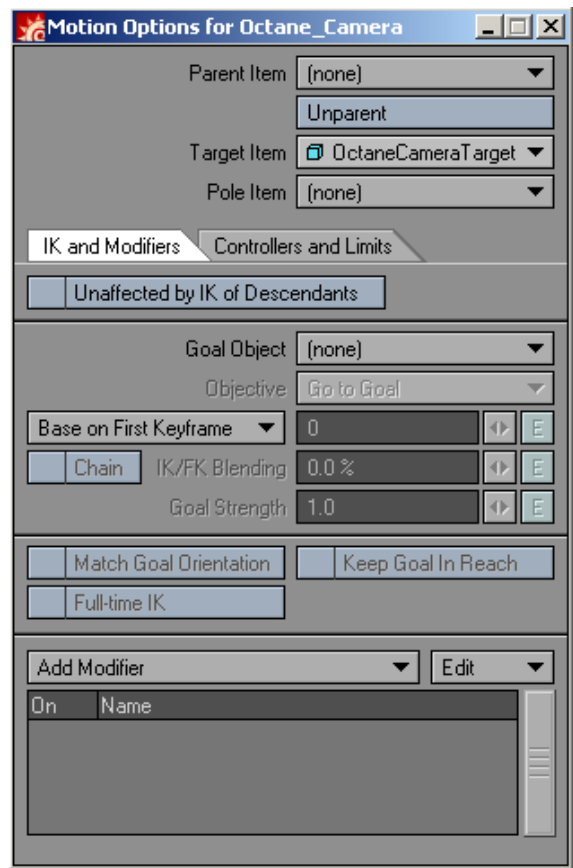 Motion Options for Octane_Camera
Parent Item (none)
Unparent
Target Item OctaneCameraTarget
Pole Item (none)
IK and Modifiers Controllers and Limits
Unaffected by IK of Descendants
Goal Object (none)
Objective Go to Goal
Base on First Keyframe 0 E
Chain IK/FK Blending 0.0 % E
Goal Strength 1.0 E
Match Goal Orientation Keep Goal In Reach
Full-time IK
Add Modifier Edit
On Name